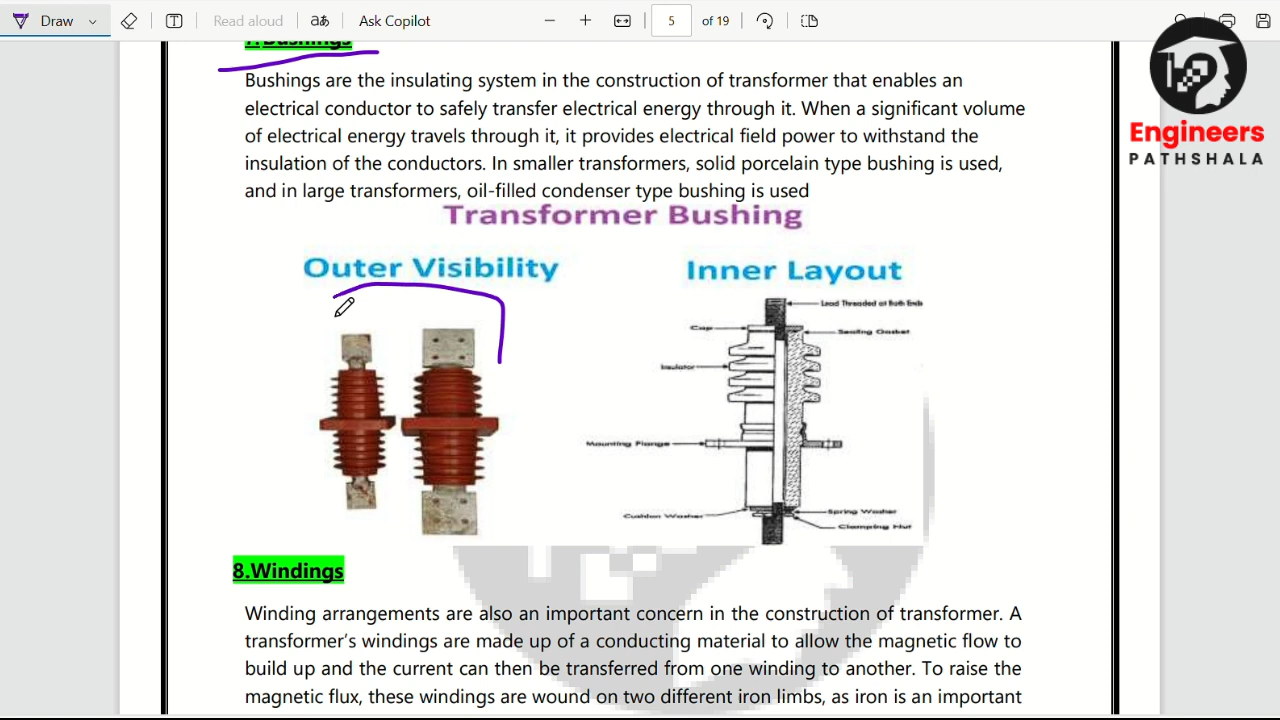 Draw
Read aloud
aあ
Ask Copilot
5
of 19
7.Bushings
Engineers
PATHSHALA
Bushings are the insulating system in the construction of transformer that enables an
electrical conductor to safely transfer electrical energy through it. When a significant volume
of electrical energy travels through it, it provides electrical field power to withstand the
insulation of the conductors. In smaller transformers, solid porcelain type bushing is used,
and in large transformers, oil-filled condenser type bushing is used
Transformer Bushing
Outer Visibility
Inner Layout
Lead Threaded at Both Ends
Cap
Sealing Gasket
Insulator
Mounting Flange
Cushion Washer
Spring Washer
Clamping Nut
8.Windings
Winding arrangements are also an important concern in the construction of transformer. A
transformer's windings are made up of a conducting material to allow the magnetic flow to
build up and the current can then be transferred from one winding to another. To raise the
magnetic flux, these windings are wound on two different iron limbs, as iron is an important